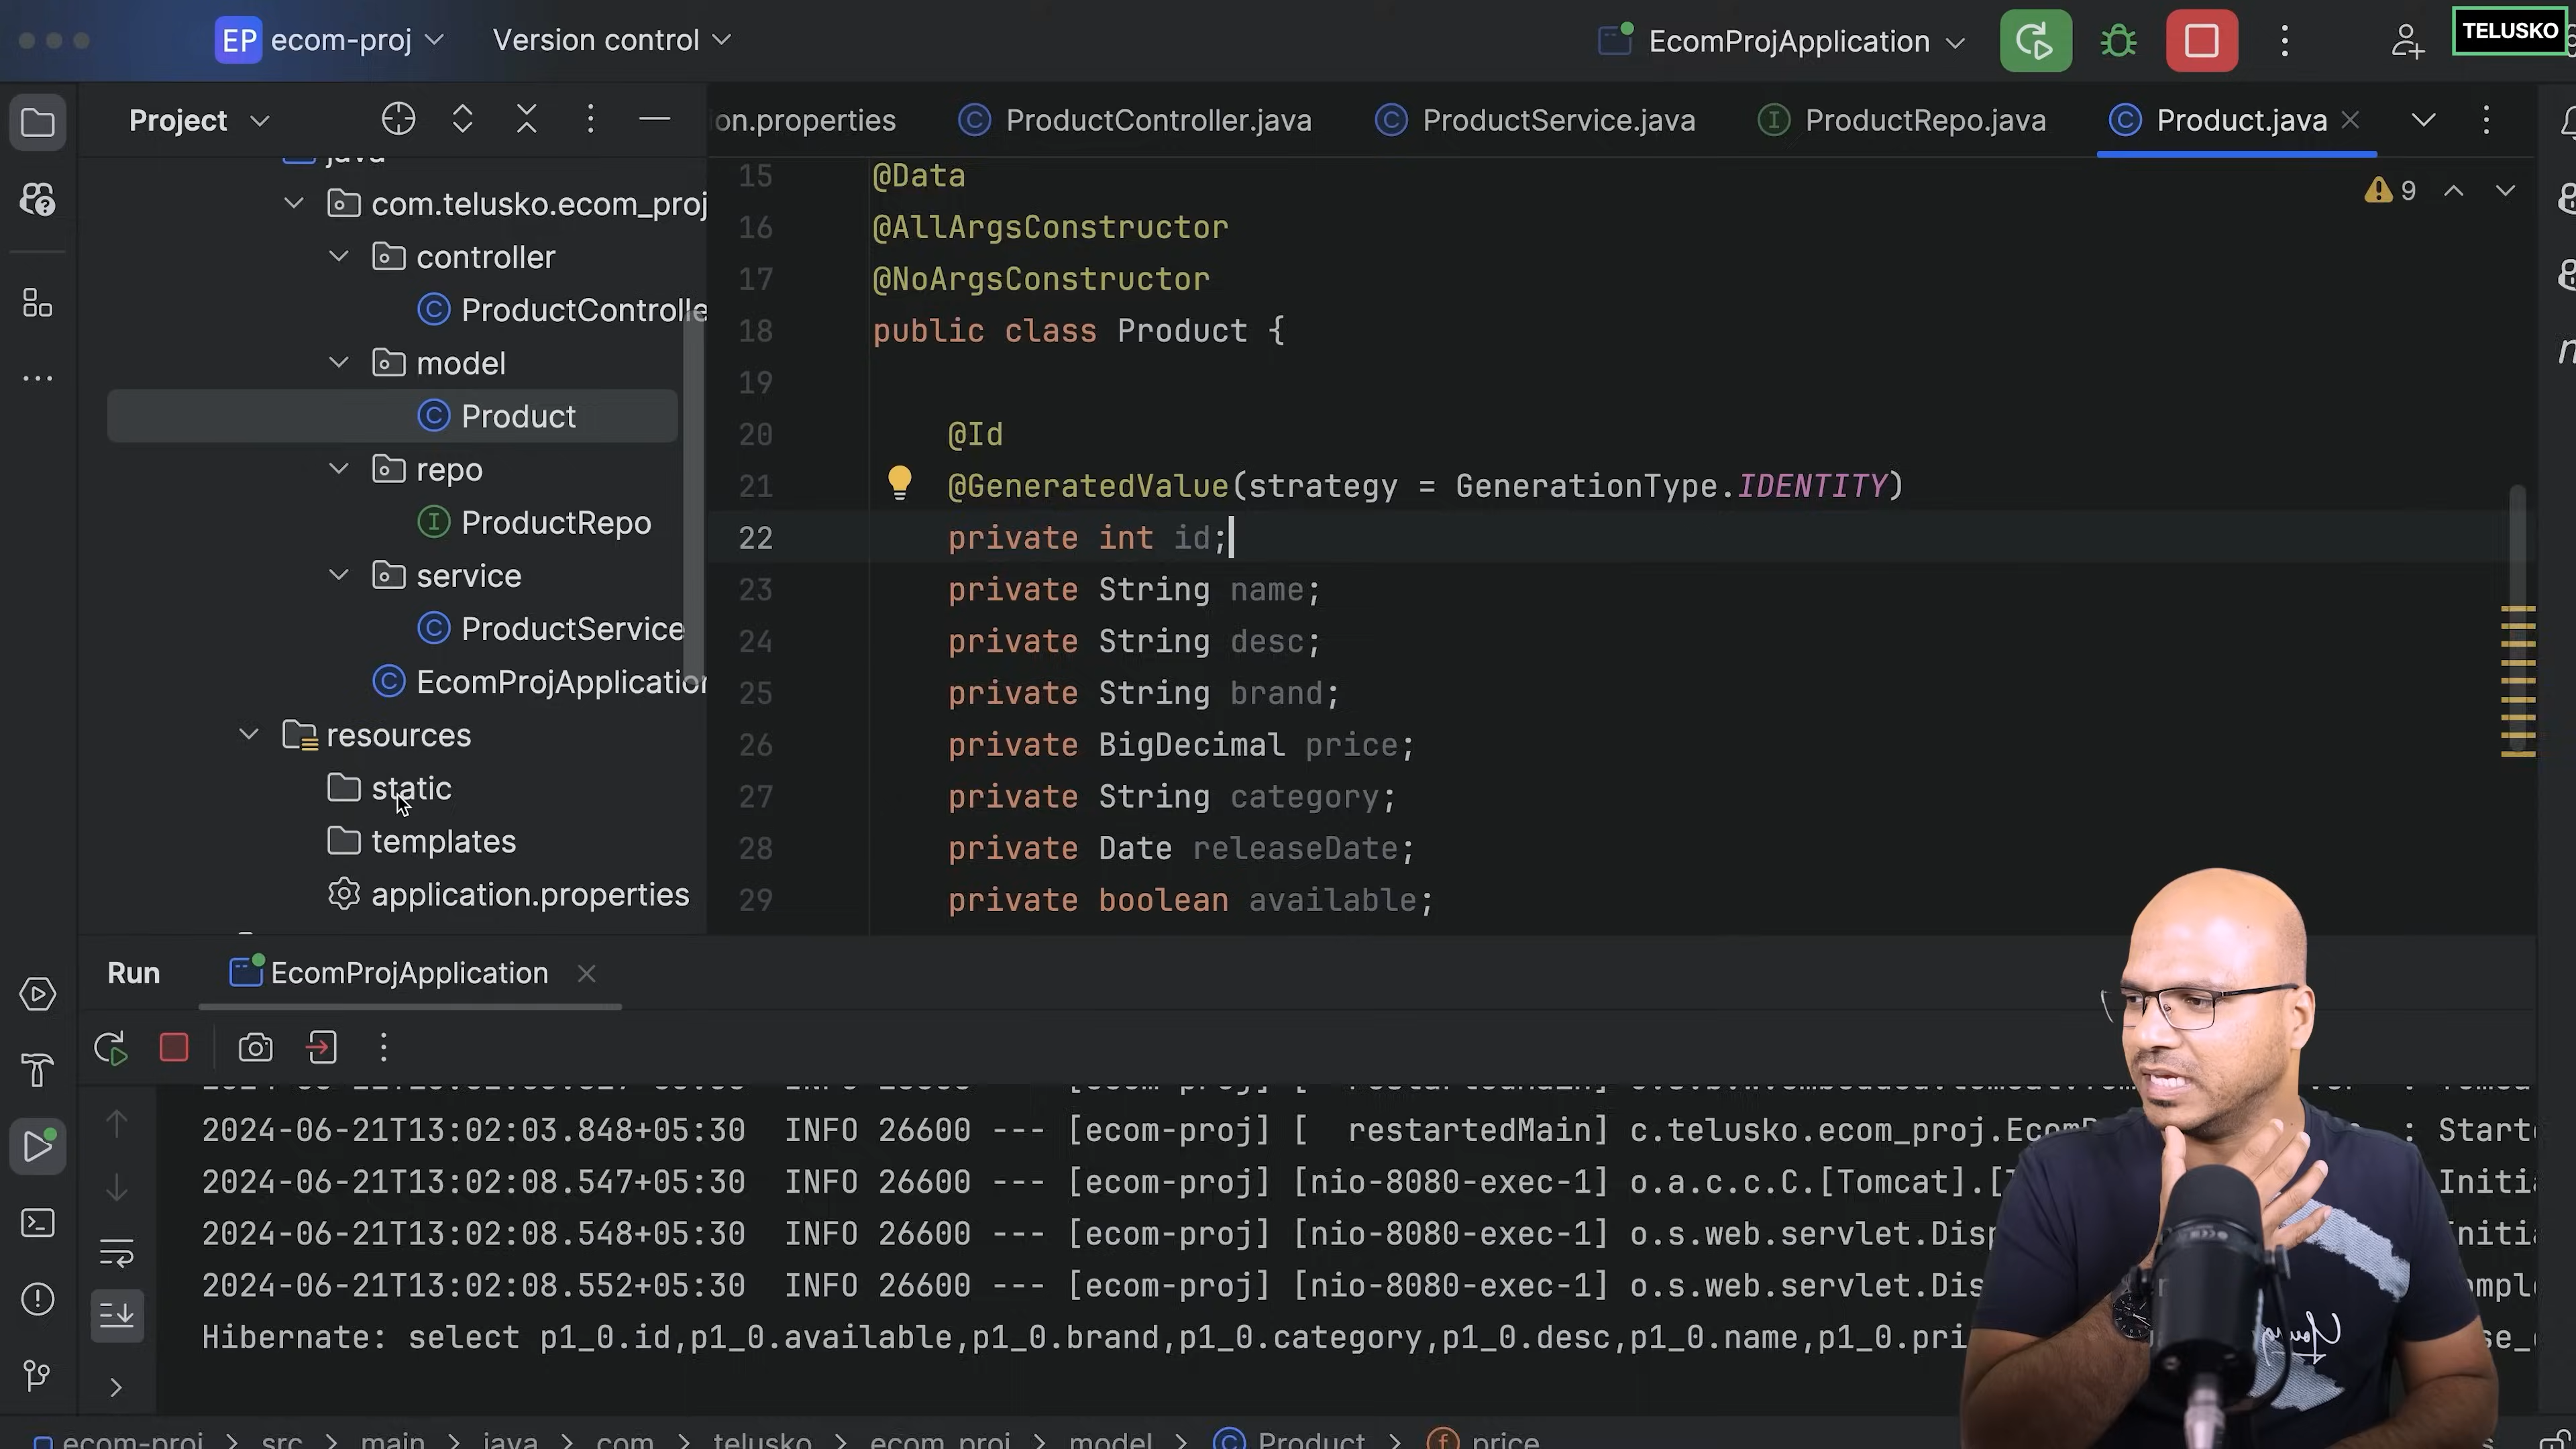 EP ecom-proj
Version control
EcomProjApplication
TELUSKO
Project
on.properties
ProductController.java
ProductService.java
ProductRepo.java
Product.java
java
com.telusko.ecom_proj
controller
ProductControlle
model
Product
repo
ProductRepo
service
ProductService
EcomProjApplication
resources
static
templates
application.properties
9
15 @Data
16 @AllArgsConstructor
17 @NoArgsConstructor
18 public class Product {
19
20 @Id
21 @GeneratedValue(strategy = GenerationType.IDENTITY)
22 private int id;
23 private String name;
24 private String desc;
25 private String brand;
26 private BigDecimal price;
27 private String category;
28 private Date releaseDate;
29 private boolean available;
Run
EcomProjApplication
2024-06-21T13:02:03.848+05:30 INFO 26600 --- [ecom-proj] [ restartedMain] c.telusko.ecom_proj.EcomP : Start
2024-06-21T13:02:08.547+05:30 INFO 26600 --- [ecom-proj] [nio-8080-exec-1] o.a.c.c.C.[Tomcat].[ Initi
2024-06-21T13:02:08.548+05:30 INFO 26600 --- [ecom-proj] [nio-8080-exec-1] o.s.web.servlet.Disp nitia
2024-06-21T13:02:08.552+05:30 INFO 26600 --- [ecom-proj] [nio-8080-exec-1] o.s.web.servlet.Dis omple
Hibernate: select p1_0.id,p1_0.available,p1_0.brand,p1_0.category,p1_0.desc,p1_0.name,p1_0.pri se_
ecom-proj > src > main > java > com > telusko > ecom_proj > model > Product > price